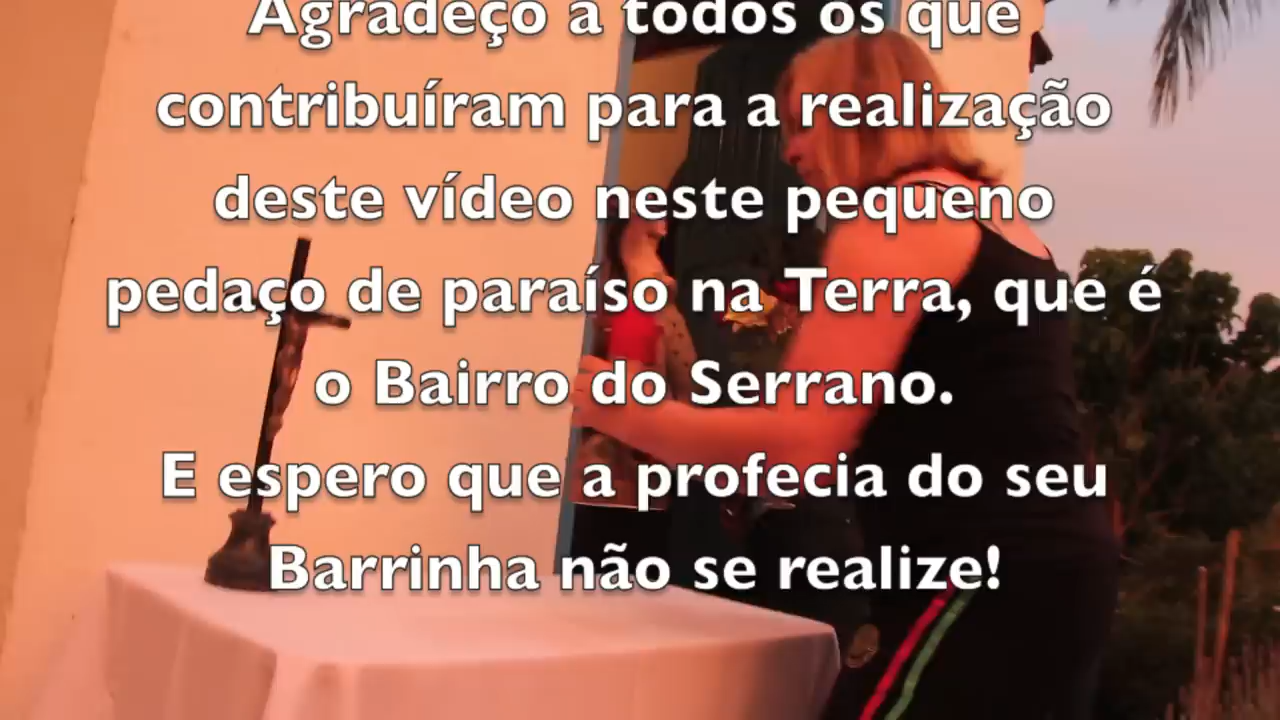 Agradeço a todos os que
contribuíram para a realização
deste vídeo neste pequeno
pedaço de paraíso na Terra, que é
o Bairro do Serrano.
E espero que a profecia do seu
Barrinha não se realize!